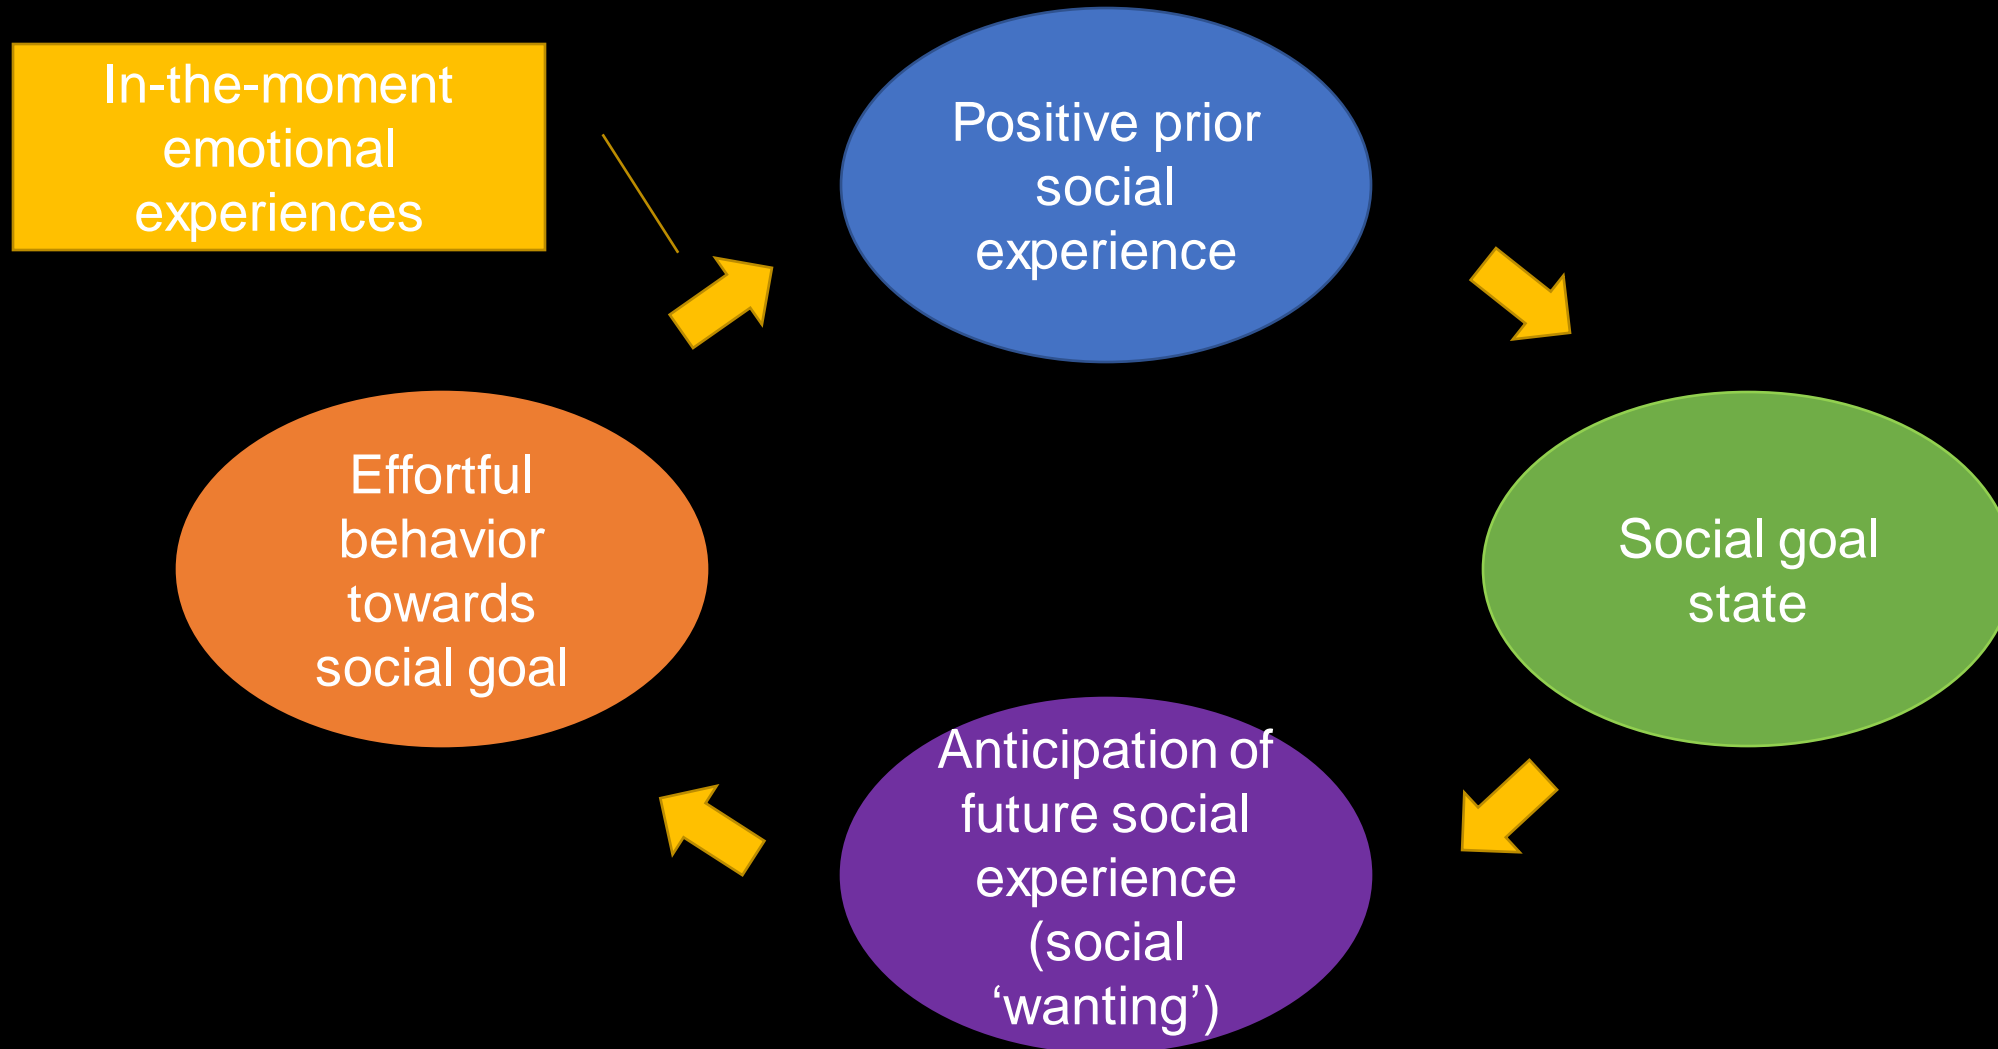 In-the-moment
emotional
experiences
Positive prior
social
experience
Effortful
behavior
towards
social goal
Social goal
state
Anticipation of
future social
experience
(social
‘wanting’)